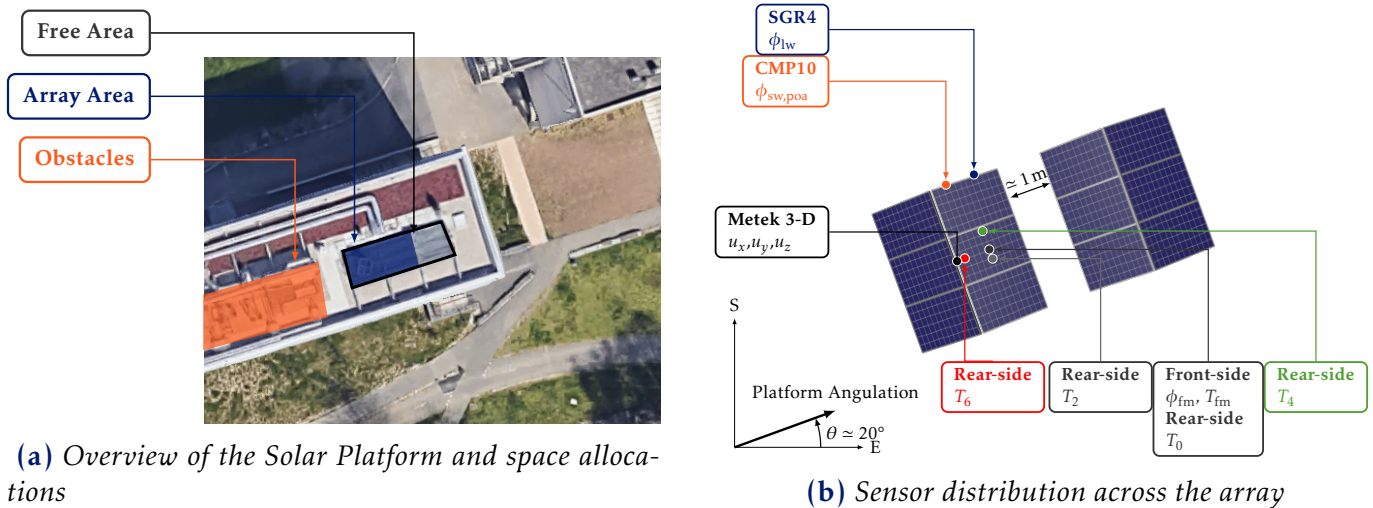 Free Area
Array Area
Obstacles
(a) Overview of the Solar Platform and space alloca-
tions
SGR4
ϕlw
CMP10
ϕsw,poa
≃ 1 m
Metek 3-D
ux,uy,uz
S
Platform Angulation
θ ≃ 20°
E
Rear-side
T6
Rear-side
T2
Front-side
ϕfm, Tfm
Rear-side
T0
Rear-side
T4
(b) Sensor distribution across the array